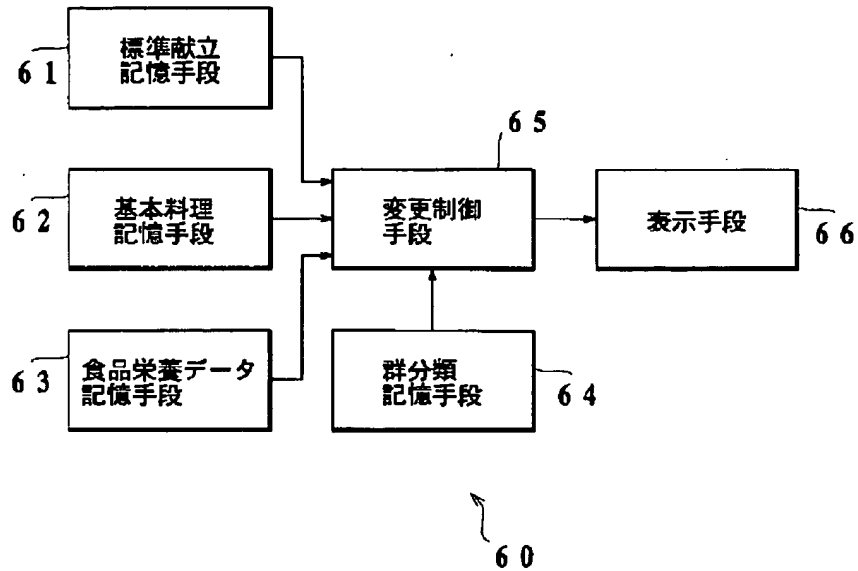 標準献立
記憶手段
61
65
基本料理
記憶手段
62
変更制御
手段
表示手段
66
食品栄養データ
記憶手段
63
群分類
記憶手段
64
60